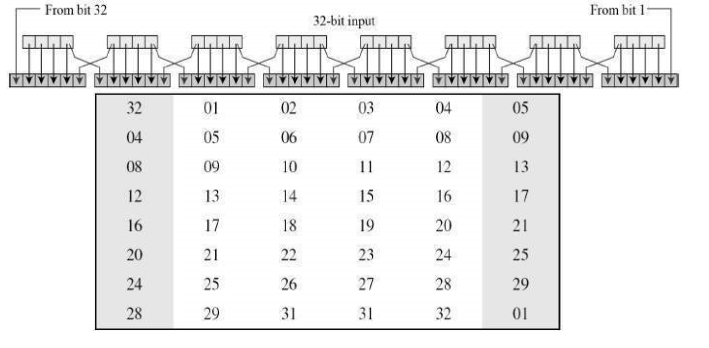 From bit 32
32-bit input
From bit 1
32 01 02 03 04 05
04 05 06 07 08 09
08 09 10 11 12 13
12 13 14 15 16 17
16 17 18 19 20 21
20 21 22 23 24 25
24 25 26 27 28 29
28 29 31 31 32 01